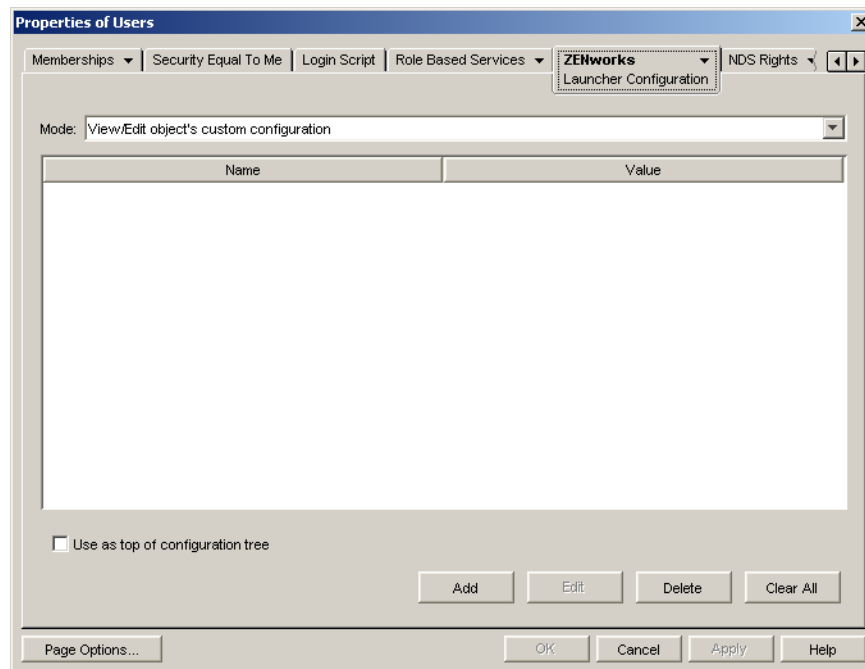 Properties of Users
Memberships
Security Equal To Me
Login Script
Role Based Services
ZENworks
Launcher Configuration
NDS Rights
Mode: View/Edit object's custom configuration
Name Value
Use as top of configuration tree
Add Edit Delete Clear All
Page Options... OK Cancel Apply Help